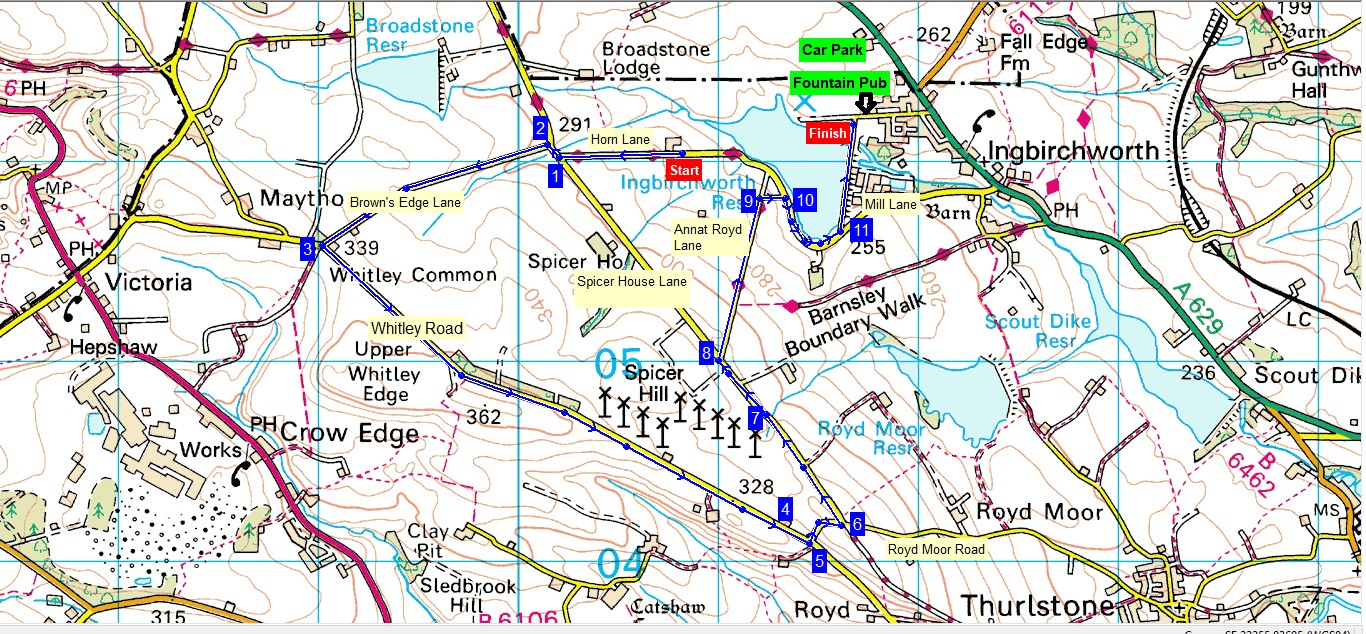 Broadstone
Resr
Broadstone
Lodge
Car Park
262
Fall Edge
Fm
199
Barn
6 PH
Fountain Pub
Gunthw
Hall
2
291
Horn Lane
Finish
Ingbirchworth
MP
1
Start
Ingbirchworth
Res
Maytho
Brown's Edge Lane
9
10
Mill Lane
Barn
PH
Annat Royd
Lane
11
255
PH
3
339
Whitley Common
Spicer Ho
Spicer House Lane
260
280
260
340
Victoria
Barnsley
Boundary Walk
A 629
LC
Whitley Road
Scout Dike
Resr
Hepshaw
Upper
Whitley
Edge
8
05
Spicer
Hill
236
Scout Dik
362
7
PH
Crow Edge
Royd Moor
Resr
Works
B
6462
328
4
6
Royd Moor
MS
Clay
Pit
Royd Moor Road
5
04
Sledbrook
Hill
Catshaw
Royd
Thurlstone
315
B 6106